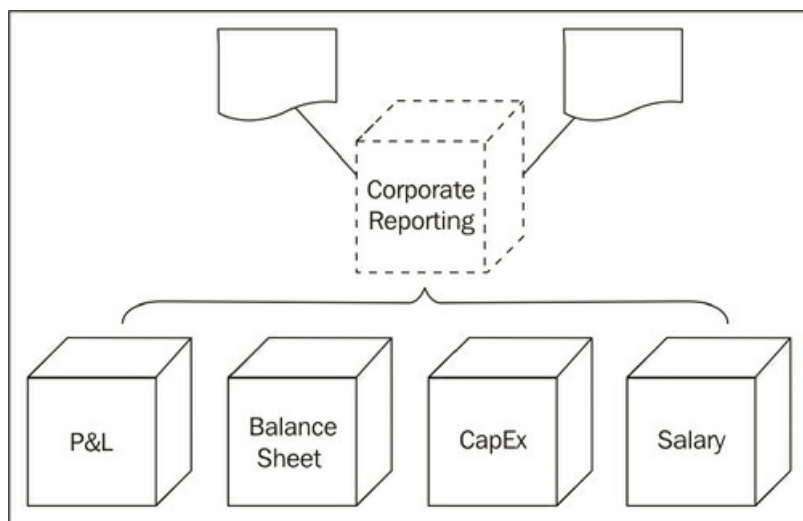 Corporate
Reporting
P&L
Balance
Sheet
CapEx
Salary